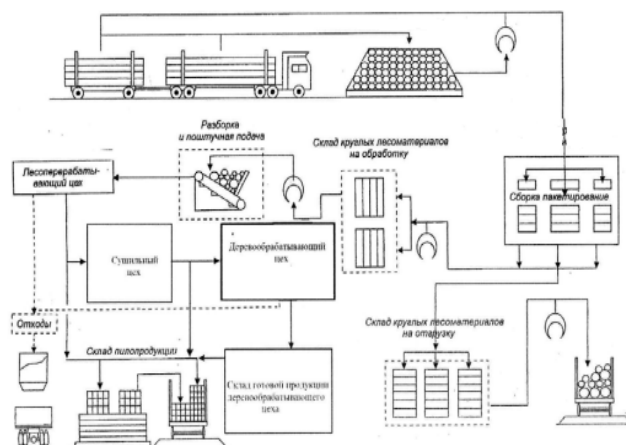 Разборка
и поштучная подача
Склад круглых лесоматериалов
на обработку
Лесоперерабаты-
вающий цех
Сборка пакетирование
Сушильный
цех
Деревообрабатывающий
цех
Отходы
Склад пилопродукции
Склад круглых лесоматериалов
на отгрузку
Склад готовой продукции
деревообрабатывающего
цеха